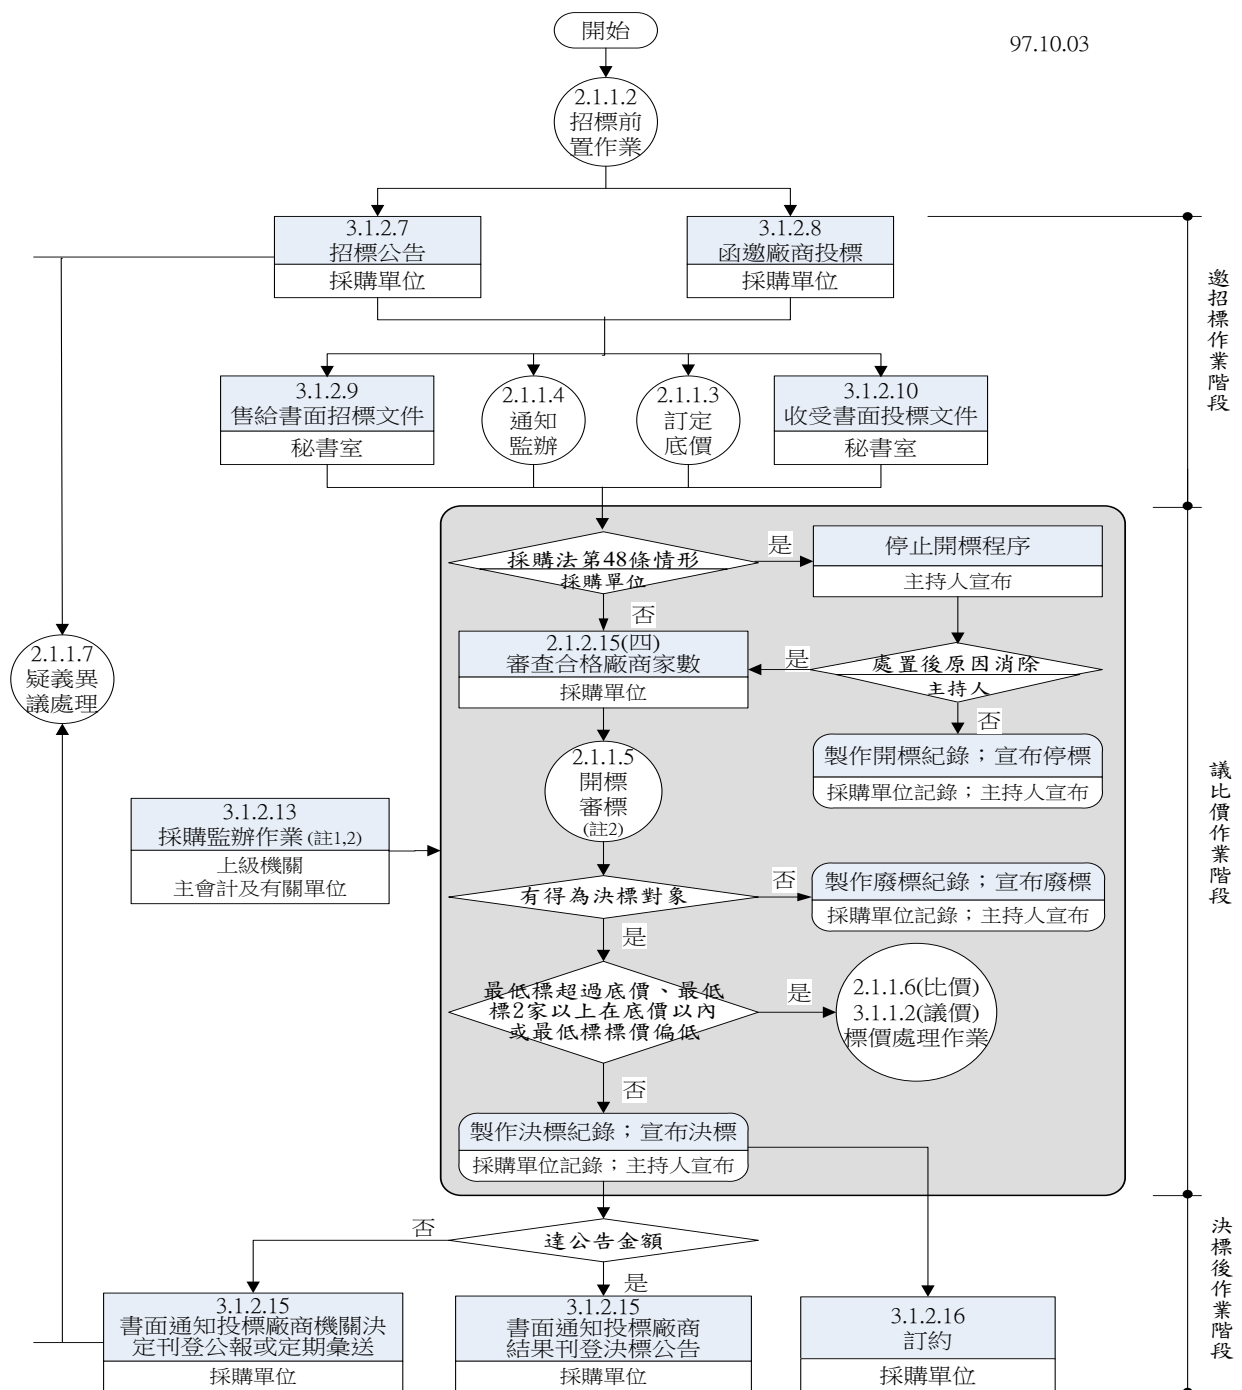 開始
97.10.03
2.1.1.2
招標前
置作業
3.1.2.7
招標公告
採購單位
3.1.2.8
函邀廠商投標
採購單位
邀招標作業階段
3.1.2.9
售給書面招標文件
秘書室
2.1.1.4
通知
監辦
2.1.1.3
訂定
底價
3.1.2.10
收受書面投標文件
秘書室
採購法第48條情形
採購單位
是
停止開標程序
主持人宣布
否
2.1.2.15(四)
審查合格廠商家數
採購單位
是
處置後原因消除
主持人
否
2.1.1.7
疑義異
議處理
製作開標紀錄；宣布停標
採購單位記錄；主持人宣布
2.1.1.5
開標
審標
(註2)
議比價作業階段
3.1.2.13
採購監辦作業(註1,2)
上級機關
主會計及有關單位
有得為決標對象
否
製作廢標紀錄；宣布廢標
採購單位記錄；主持人宣布
是
最低標超過底價、最低
標2家以上在底價以內
或最低標標價偏低
是
2.1.1.6(比價)
3.1.1.2(議價)
標價處理作業
否
製作決標紀錄；宣布決標
採購單位記錄；主持人宣布
達公告金額
否
是
決標後作業階段
3.1.2.15
書面通知投標廠商機關決
定刊登公報或定期彙送
採購單位
3.1.2.15
書面通知投標廠商
結果刊登決標公告
採購單位
3.1.2.16
訂約
採購單位